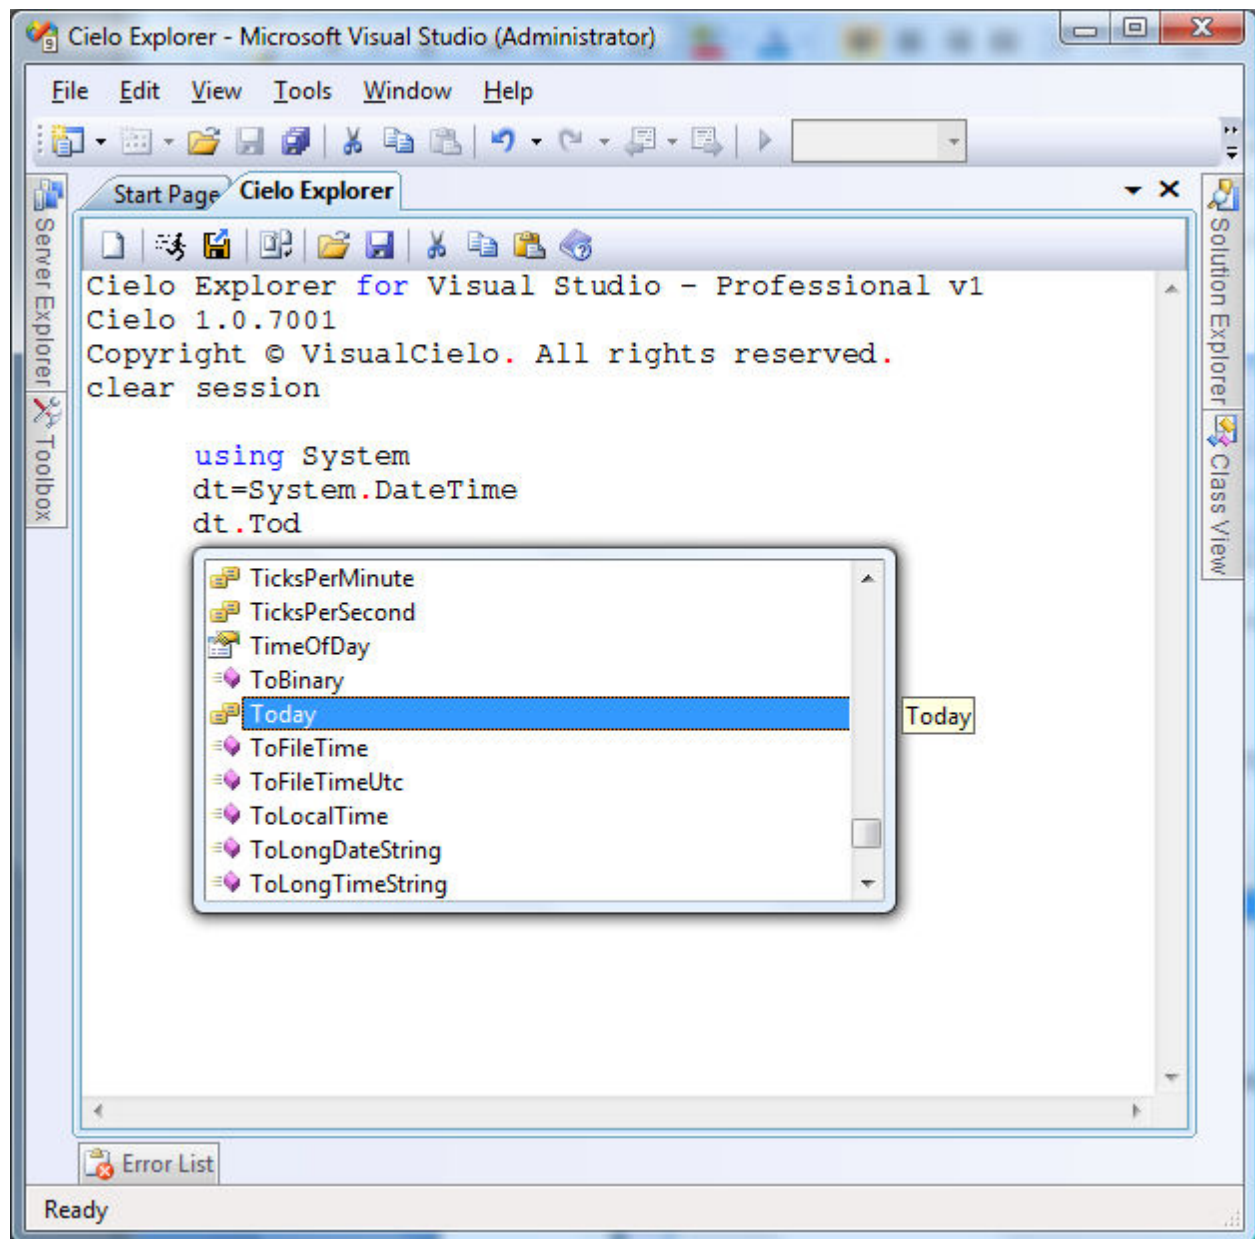 Cielo Explorer - Microsoft Visual Studio (Administrator)
File Edit View Tools Window Help
Start Page Cielo Explorer
Server Explorer
Toolbox
Solution Explorer
Class View
Cielo Explorer for Visual Studio - Professional v1
Cielo 1.0.7001
Copyright © VisualCielo. All rights reserved.
clear session
using System
dt=System.DateTime
dt.Tod
TicksPerMinute
TicksPerSecond
TimeOfDay
ToBinary
Today
Today
ToFileTime
ToFileTimeUtc
ToLocalTime
ToLongDateString
ToLongTimeString
Error List
Ready